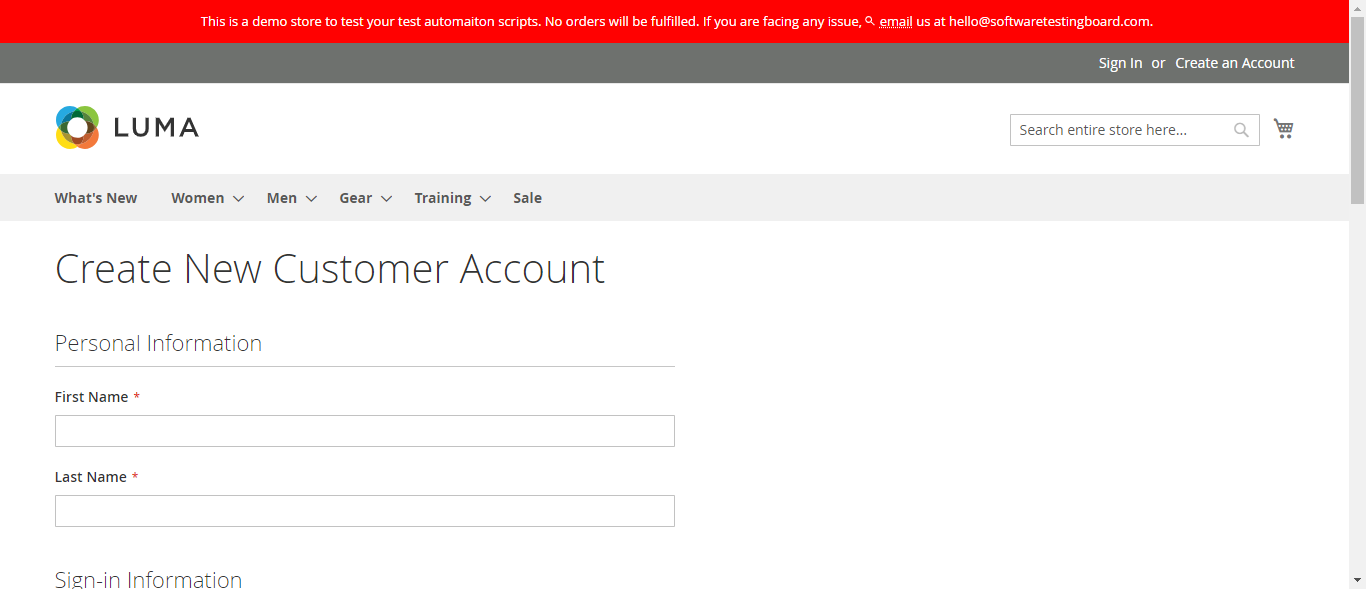 This is a demo store to test your test automaiton scripts. No orders will be fulfilled. If you are facing any issue, email us at hello@softwaretestingboard.com.
Sign In or Create an Account
LUMA
Search entire store here...
What's New Women Men Gear Training Sale
Create New Customer Account
Personal Information
First Name *
Last Name *
Sign-in Information